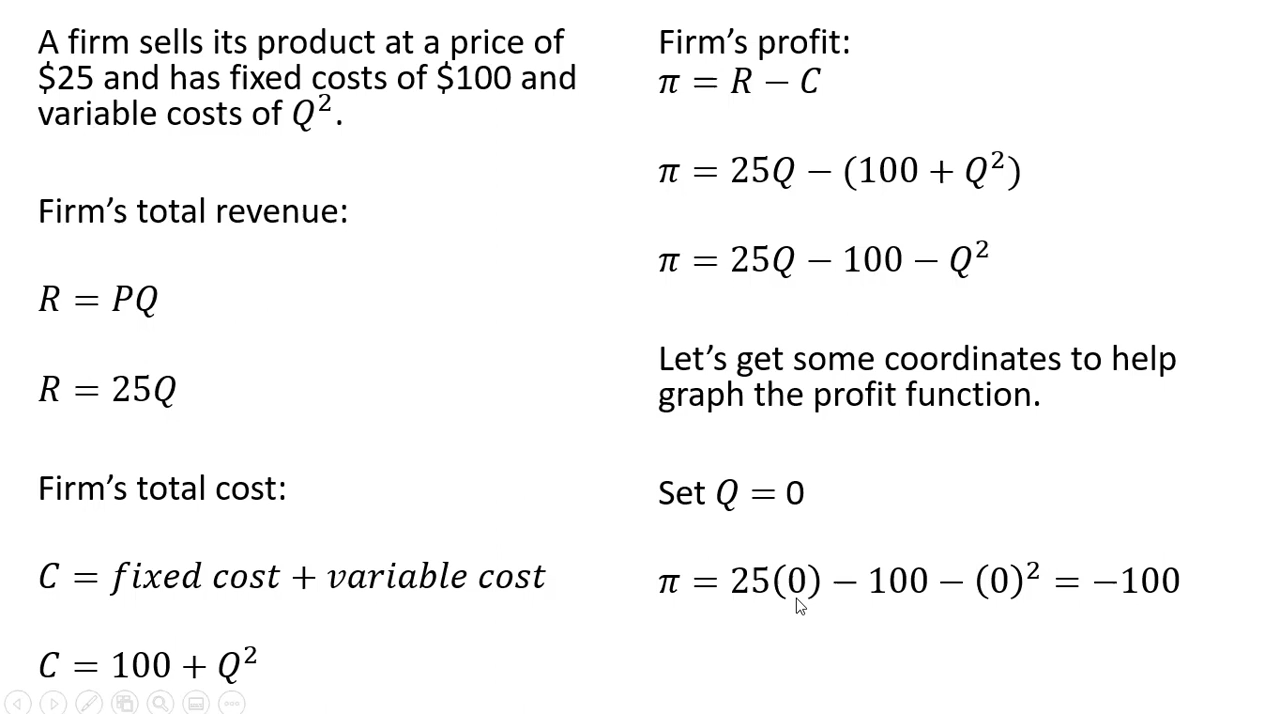 A firm sells its product at a price of
$25 and has fixed costs of $100 and
variable costs of Q².
Firm’s total revenue:
R = PQ
R = 25Q
Firm’s total cost:
C = fixed cost + variable cost
C = 100 + Q²
Firm’s profit:
π = R − C
π = 25Q − (100 + Q²)
π = 25Q − 100 − Q²
Let’s get some coordinates to help
graph the profit function.
Set Q = 0
π = 25(0) − 100 − (0)² = −100